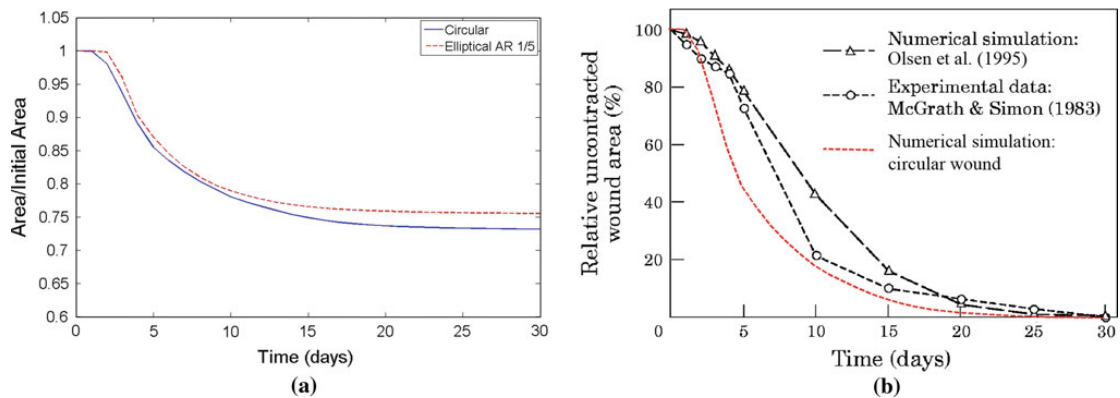 1.05
1
0.95
0.9
0.85
0.8
0.75
0.7
0.65
0.6
Area/Initial Area
0 5 10 15 20 25 30
Time (days)
Circular
Elliptical AR 1/5
(a)
100
80
60
40
20
Relative uncontracted
wound area (%)
0 5 10 15 20 25 30
Time (days)
Numerical simulation:
Olsen et al. (1995)
Experimental data:
McGrath & Simon (1983)
Numerical simulation:
circular wound
(b)